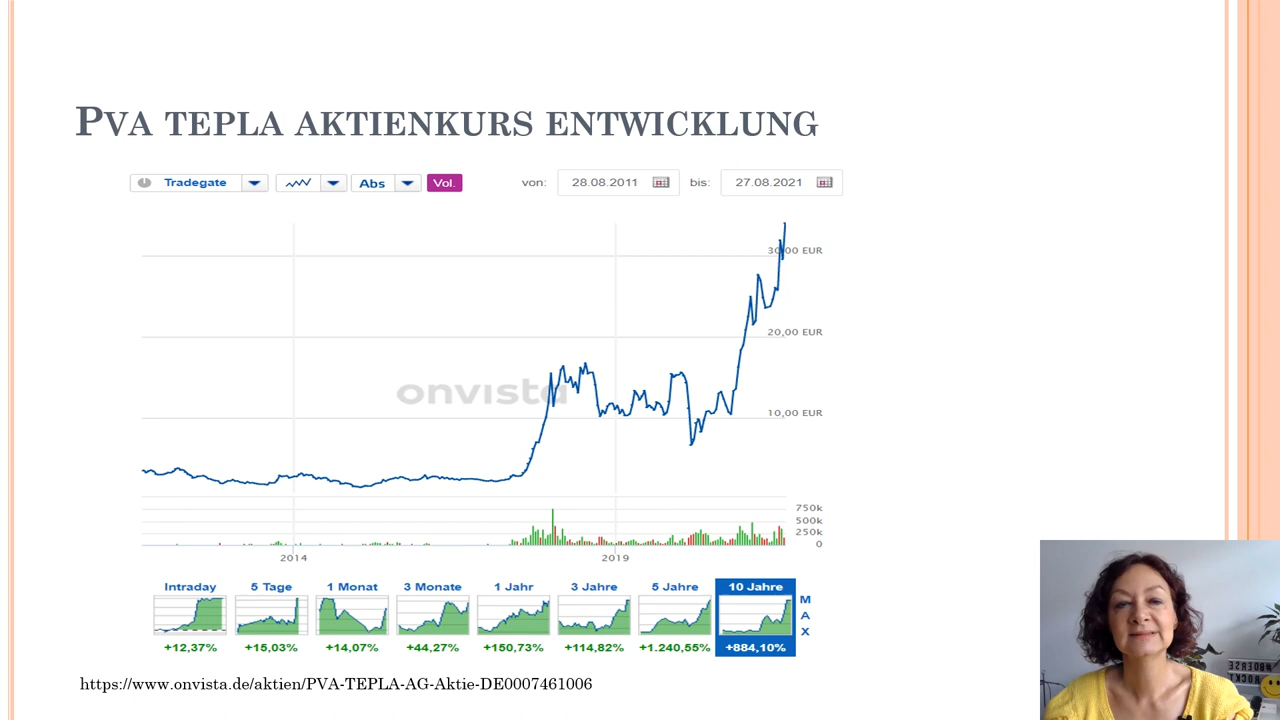 PVA TEPLA AKTIENKURS ENTWICKLUNG
Tradegate Abs Vol. von: 28.08.2011 bis: 27.08.2021
30,00 EUR
20,00 EUR
onvista
10,00 EUR
750k
500k
250k
0
2014 2019
Intraday 5 Tage 1 Monat 3 Monate 1 Jahr 3 Jahre 5 Jahre 10 Jahre
M
A
X
+12,37% +15,03% +14,07% +44,27% +150,73% +114,82% +1.240,55% +884,10%
https://www.onvista.de/aktien/PVA-TEPLA-AG-Aktie-DE0007461006
#BOERSE